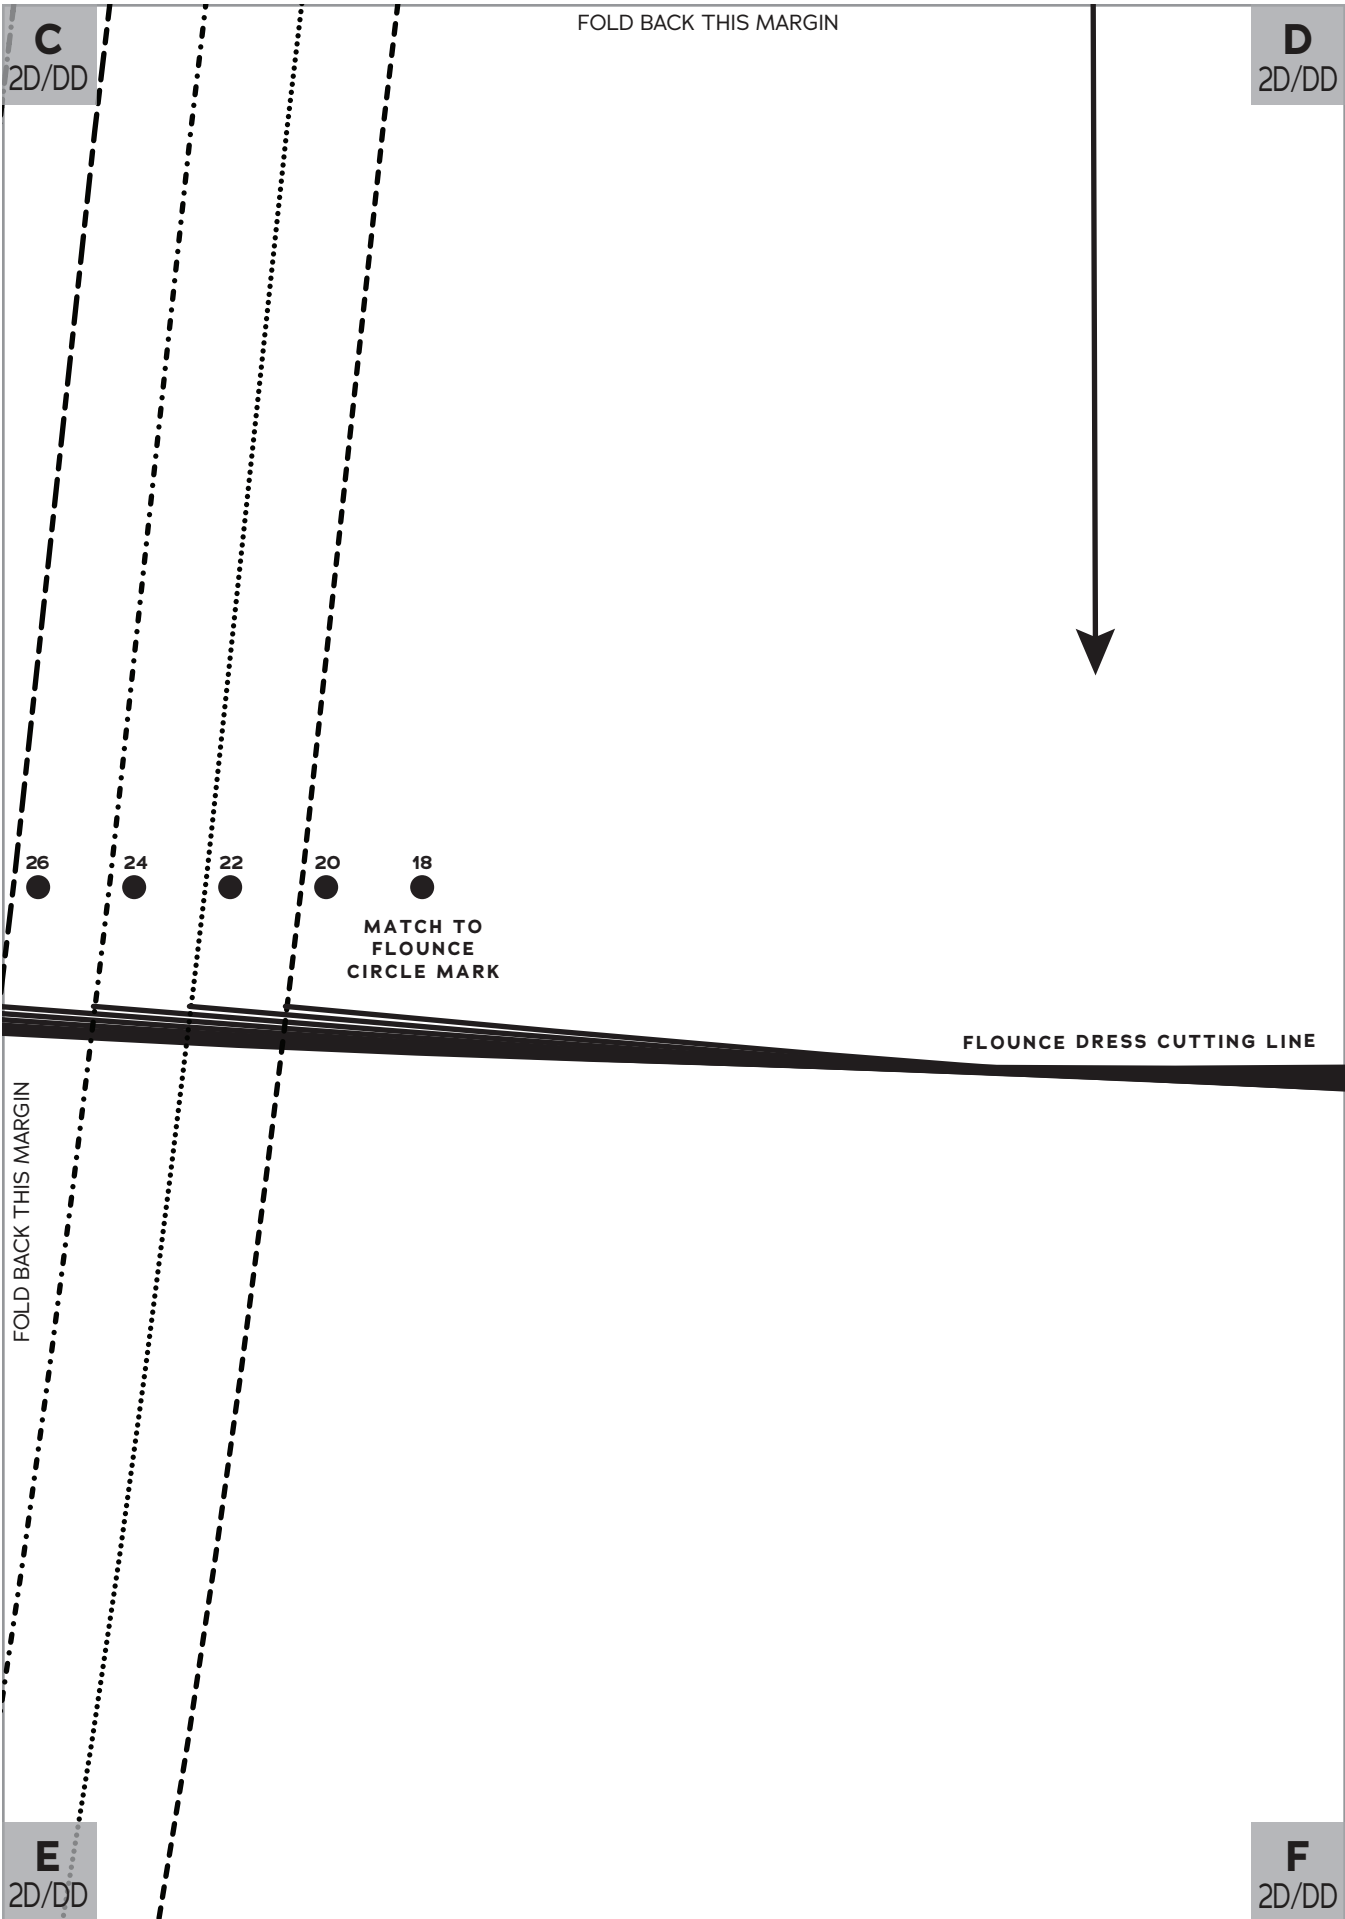 FOLD BACK THIS MARGIN
C
2D/DD
D
2D/DD
26 24 22 20 18
MATCH TO
FLOUNCE
CIRCLE MARK
FLOUNCE DRESS CUTTING LINE
FOLD BACK THIS MARGIN
E
2D/DD
F
2D/DD